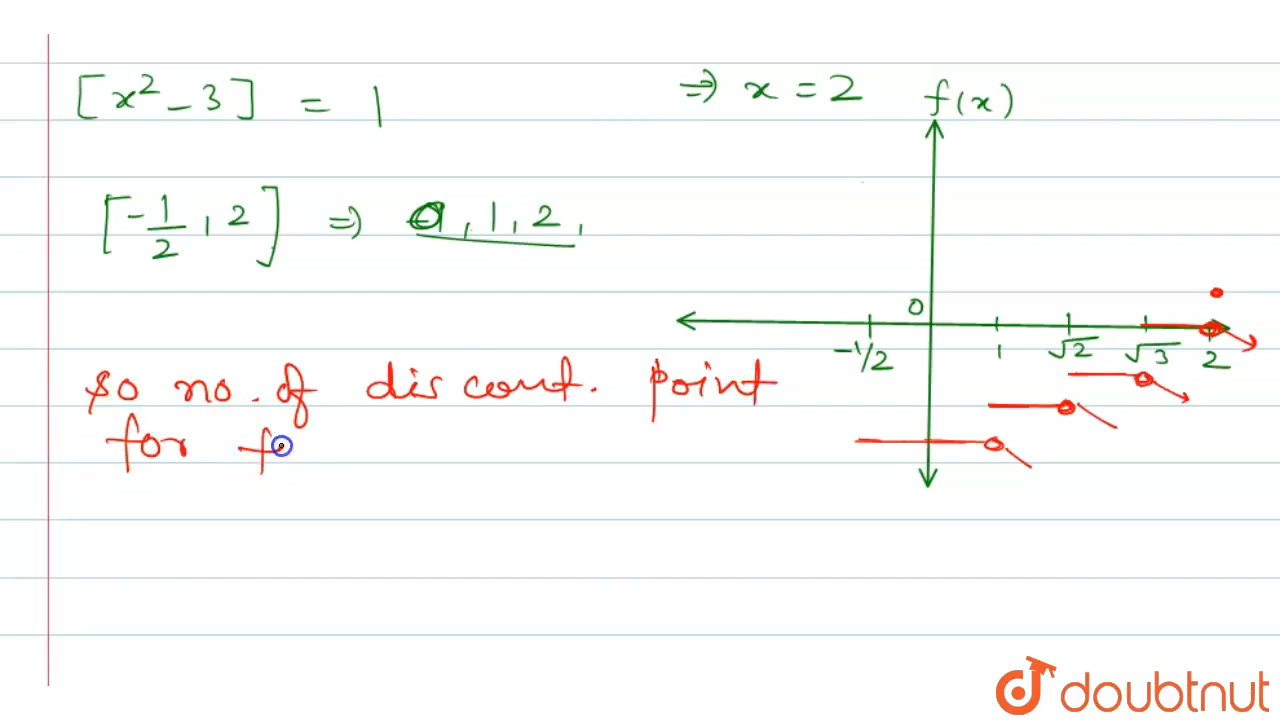 [x² - 3] = 1
⇒ x = 2
f(x)
[-1/2, 2] ⇒ 0, 1, 2,
0
-1/2 1 √2 √3 2
so no. of discont. point
for f
doubtnut